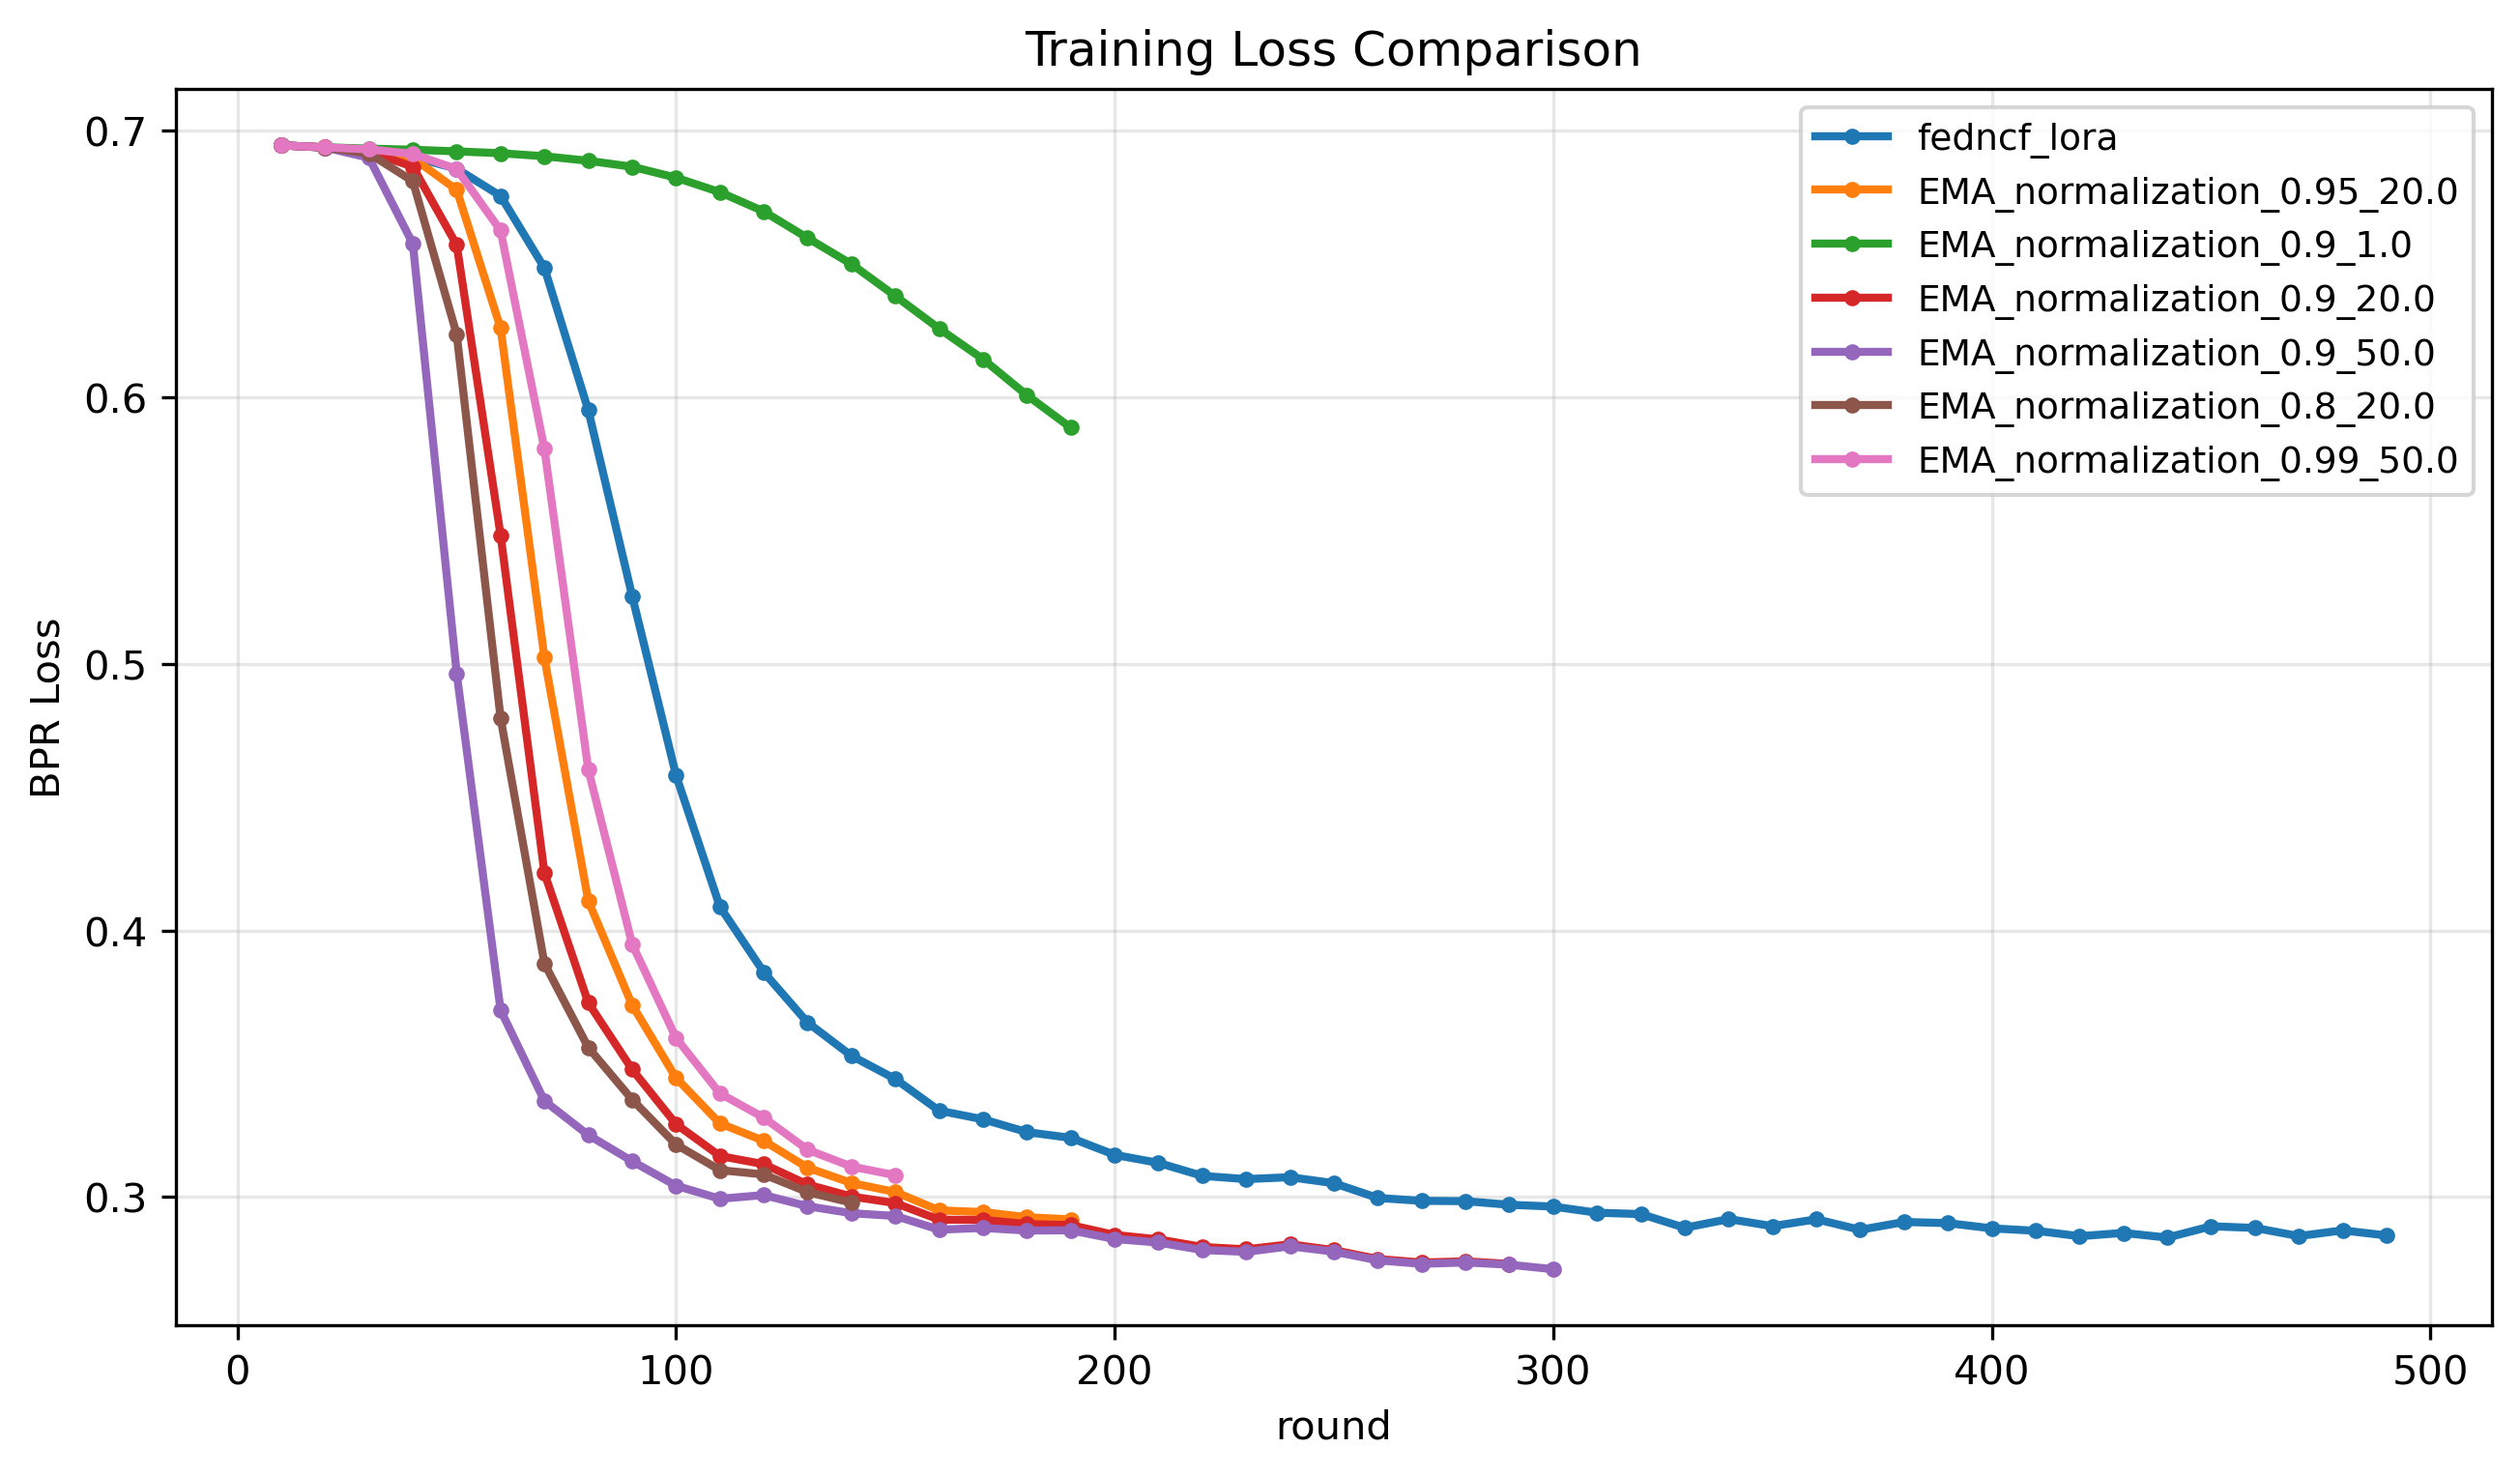 Training Loss Comparison
BPR Loss
0.7
0.6
0.5
0.4
0.3
fedncf_lora
EMA_normalization_0.95_20.0
EMA_normalization_0.9_1.0
EMA_normalization_0.9_20.0
EMA_normalization_0.9_50.0
EMA_normalization_0.8_20.0
EMA_normalization_0.99_50.0
0 100 200 300 400 500
round